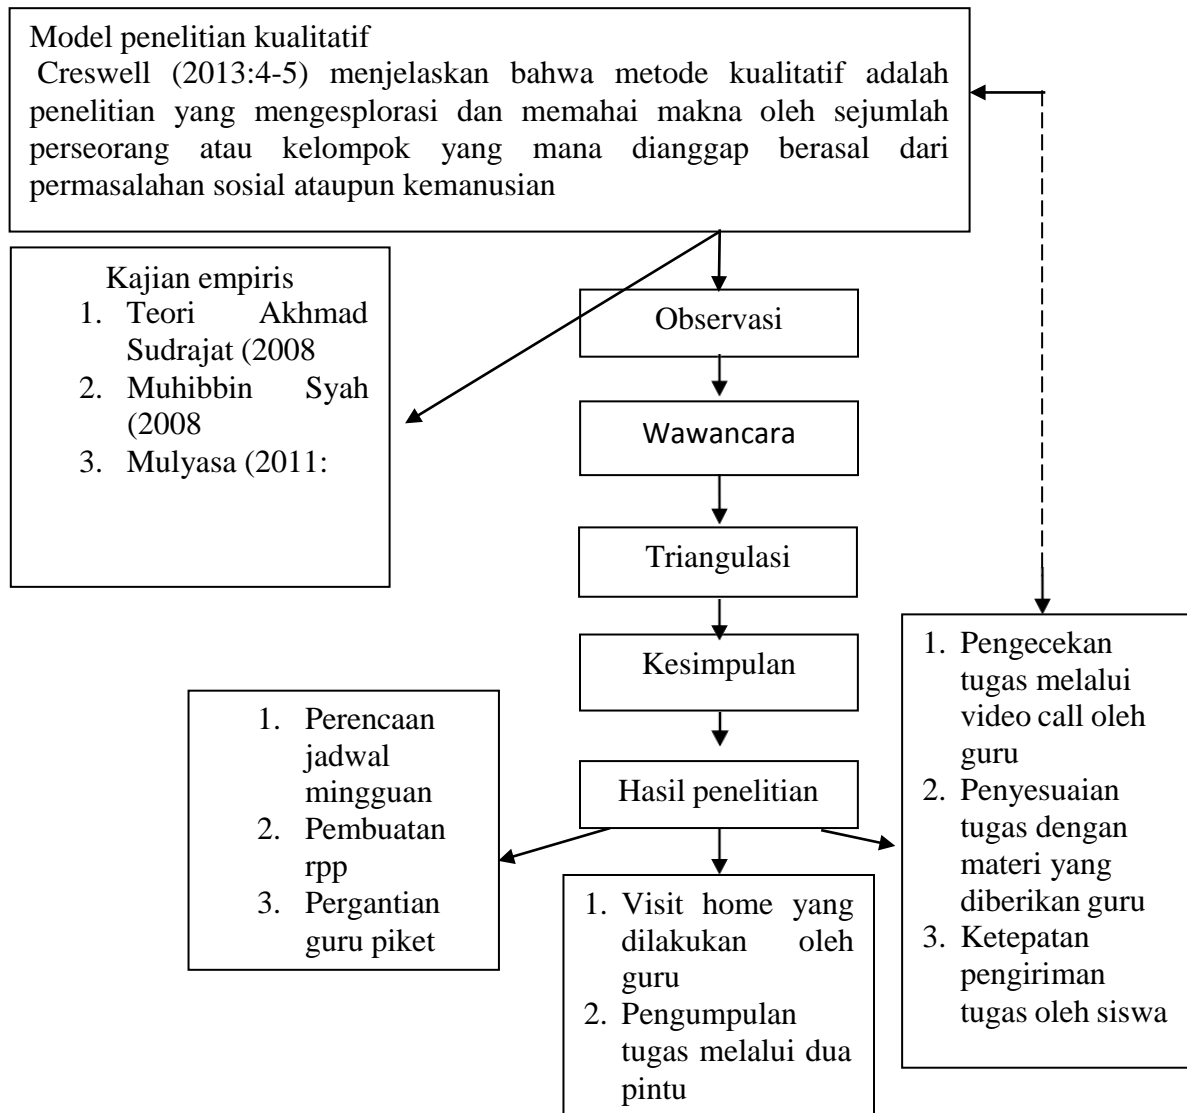 Model penelitian kualitatif
Creswell (2013:4-5) menjelaskan bahwa metode kualitatif adalah
penelitian yang mengesplorasi dan memahai makna oleh sejumlah
perseorang atau kelompok yang mana dianggap berasal dari
permasalahan sosial ataupun kemanusian
Kajian empiris
1. Teori Akhmad
Sudrajat (2008
2. Muhibbin Syah
(2008
3. Mulyasa (2011:
Observasi
Wawancara
Triangulasi
Kesimpulan
Hasil penelitian
1. Perencaan
jadwal
mingguan
2. Pembuatan
rpp
3. Pergantian
guru piket
1. Visit home yang
dilakukan oleh
guru
2. Pengumpulan
tugas melalui dua
pintu
1. Pengecekan
tugas melalui
video call oleh
guru
2. Penyesuaian
tugas dengan
materi yang
diberikan guru
3. Ketepatan
pengiriman
tugas oleh siswa